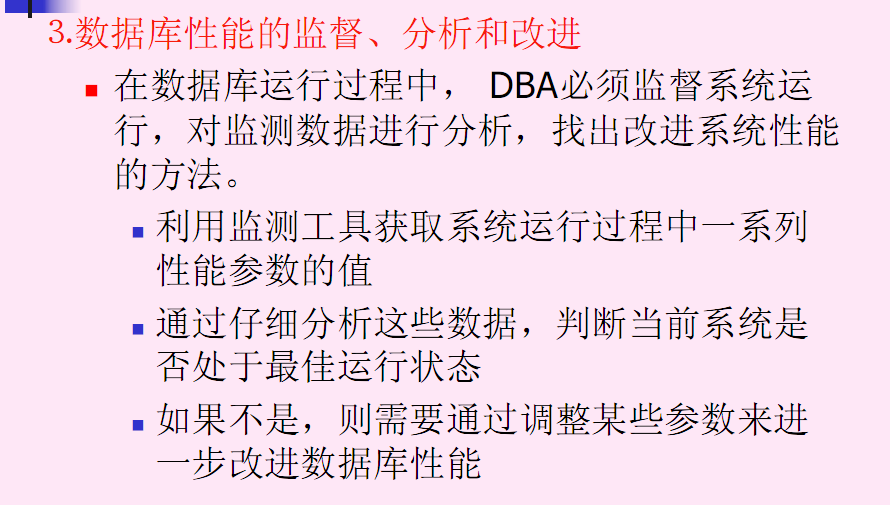 3.数据库性能的监督、分析和改进
在数据库运行过程中， DBA必须监督系统运
行，对监测数据进行分析，找出改进系统性能
的方法。
利用监测工具获取系统运行过程中一系列
性能参数的值
通过仔细分析这些数据，判断当前系统是
否处于最佳运行状态
如果不是，则需要通过调整某些参数来进
一步改进数据库性能